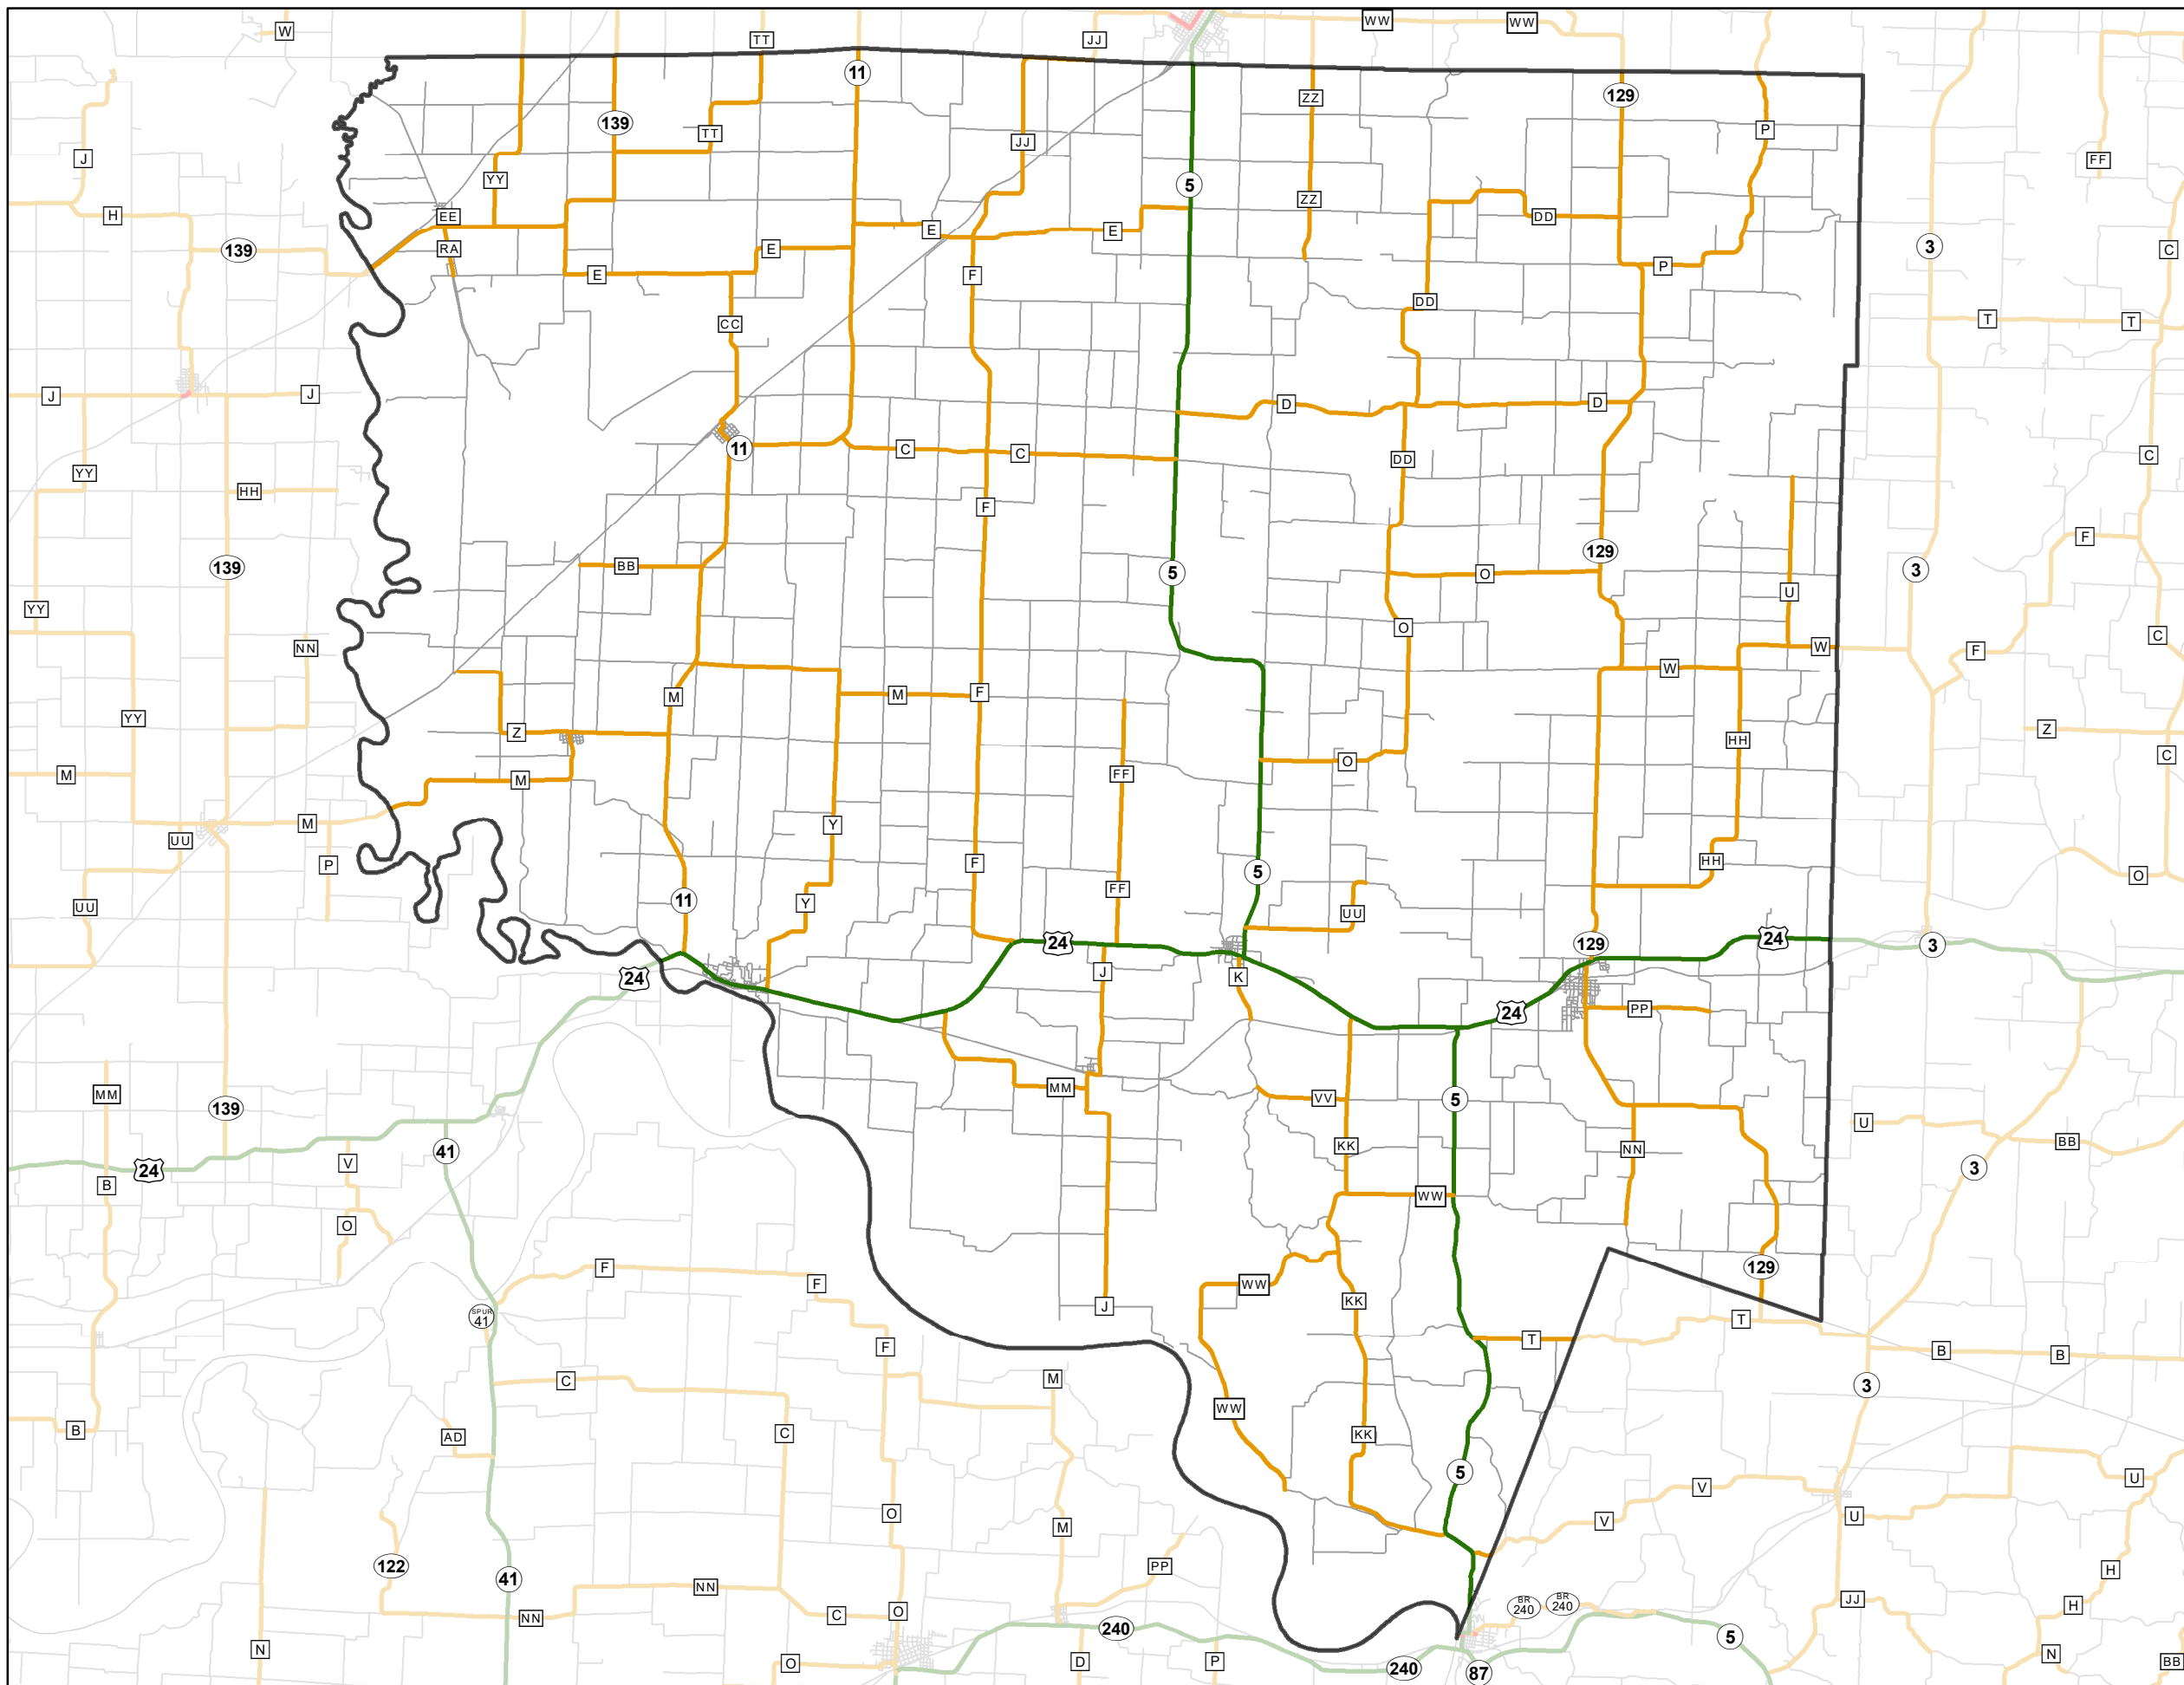 WW
WW
W
TT
JJ
11
129
ZZ
139
P
TT
JJ
J
FF
YY
5
ZZ
H
EE
DD
E
E
3
139
RA
E
C
P
E
F
DD
T
T
CC
J
J
D
D
11
C
C
C
DD
YY
HH
F
F
129
BB
139
5
O
3
U
YY
O
C
NN
W
F
W
M
M
F
YY
Z
Z
HH
C
O
M
FF
M
M
Y
UU
HH
P
F
5
O
FF
11
Y
UU
UU
24
129
24
3
J
K
24
24
PP
MM
VV
5
139
MM
U
BB
KK
NN
41
V
24
3
B
WW
O
129
F
WW
F
KK
J
SPUR
41
T
T
F
B
B
C
M
3
WW
B
C
KK
AD
5
U
V
O
U
V
M
122
PP
H
41
NN
JJ
BR
240
BR
240
H
O
C
NN
240
5
N
N
D
P
BB
O
240
87